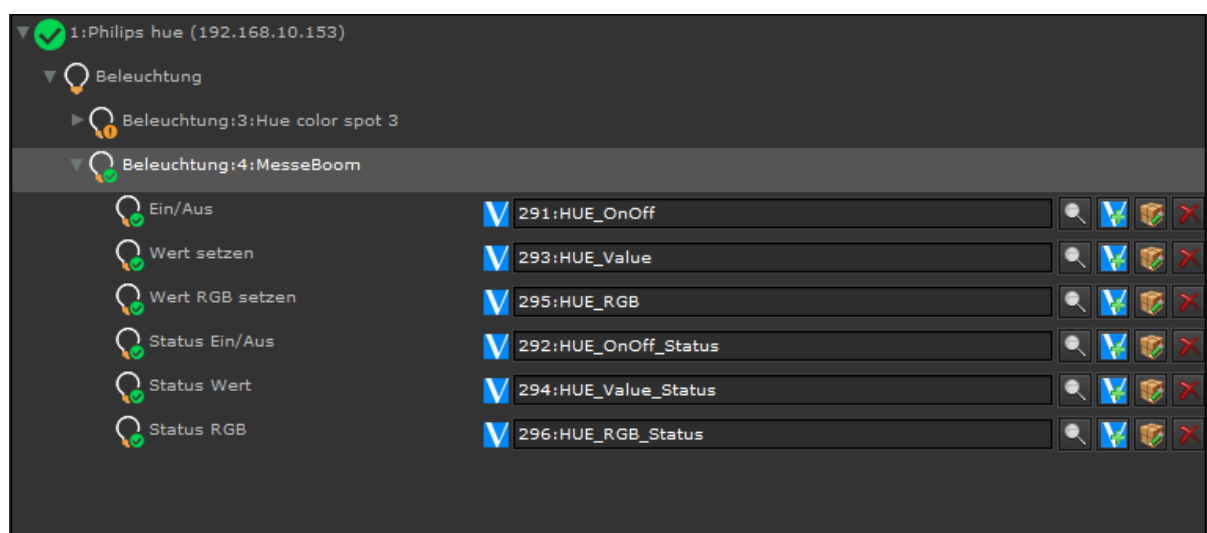 1:Philips hue (192.168.10.153)
Beleuchtung
Beleuchtung:3:Hue color spot 3
Beleuchtung:4:MesseBoom
Ein/Aus 291:HUE_OnOff
Wert setzen 293:HUE_Value
Wert RGB setzen 295:HUE_RGB
Status Ein/Aus 292:HUE_OnOff_Status
Status Wert 294:HUE_Value_Status
Status RGB 296:HUE_RGB_Status